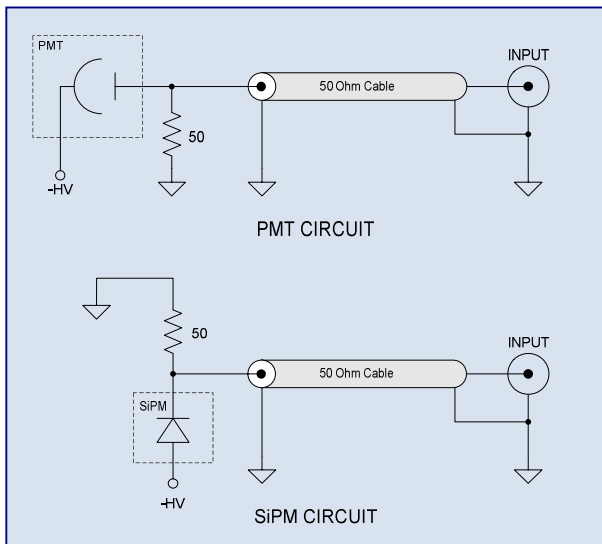 PMT
50 Ohm Cable
INPUT
50
-HV
PMT CIRCUIT
50
SiPM
50 Ohm Cable
INPUT
-HV
SiPM CIRCUIT